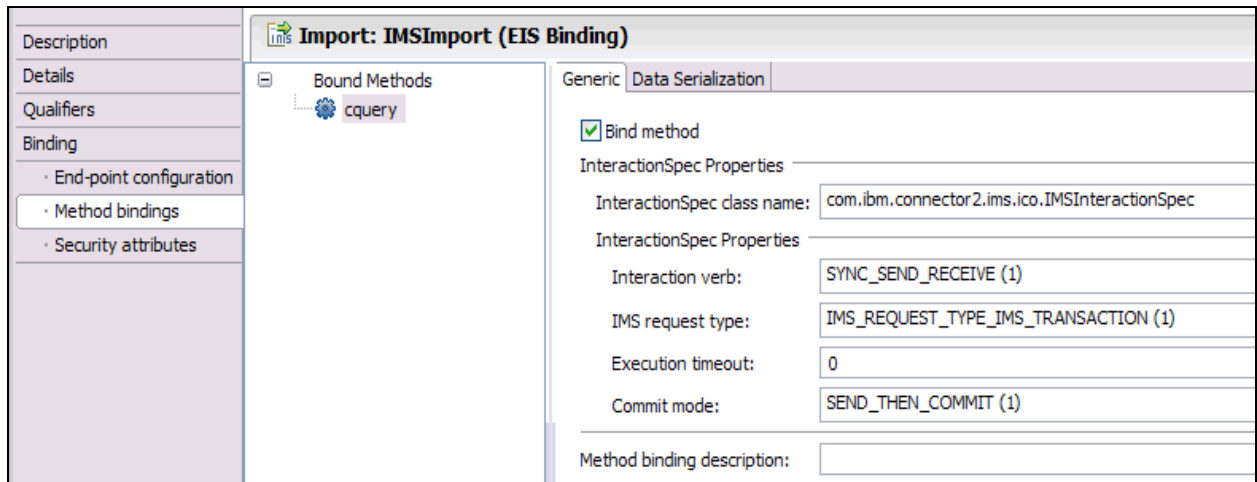 Description
Details
Qualifiers
Binding
· End-point configuration
· Method bindings
· Security attributes
ims Import: IMSImport (EIS Binding)
Bound Methods
cquery
Generic Data Serialization
Bind method
InteractionSpec Properties
InteractionSpec class name: com.ibm.connector2.ims.ico.IMSInteractionSpec
InteractionSpec Properties
Interaction verb: SYNC_SEND_RECEIVE (1)
IMS request type: IMS_REQUEST_TYPE_IMS_TRANSACTION (1)
Execution timeout: 0
Commit mode: SEND_THEN_COMMIT (1)
Method binding description: